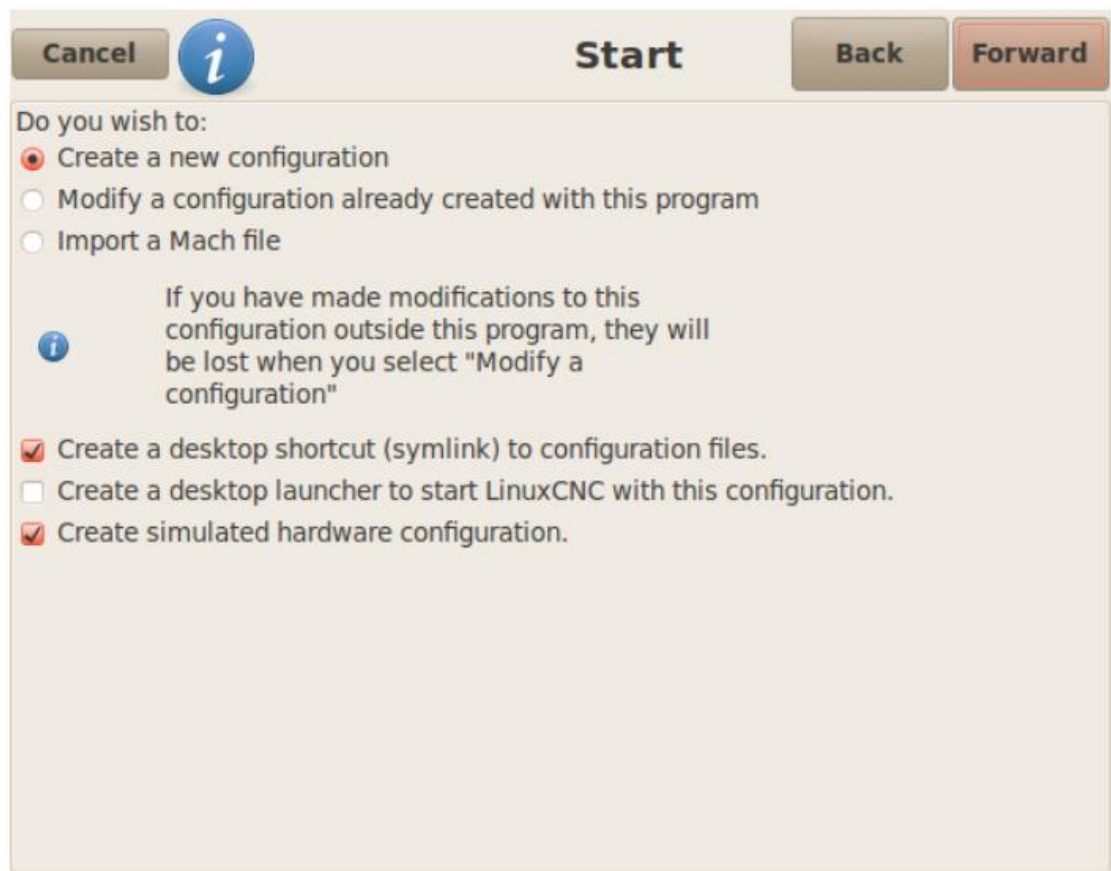 Cancel
i
Start
Back
Forward
Do you wish to:
Create a new configuration
Modify a configuration already created with this program
Import a Mach file
If you have made modifications to this
configuration outside this program, they will
be lost when you select "Modify a
configuration"
i
Create a desktop shortcut (symlink) to configuration files.
Create a desktop launcher to start LinuxCNC with this configuration.
Create simulated hardware configuration.